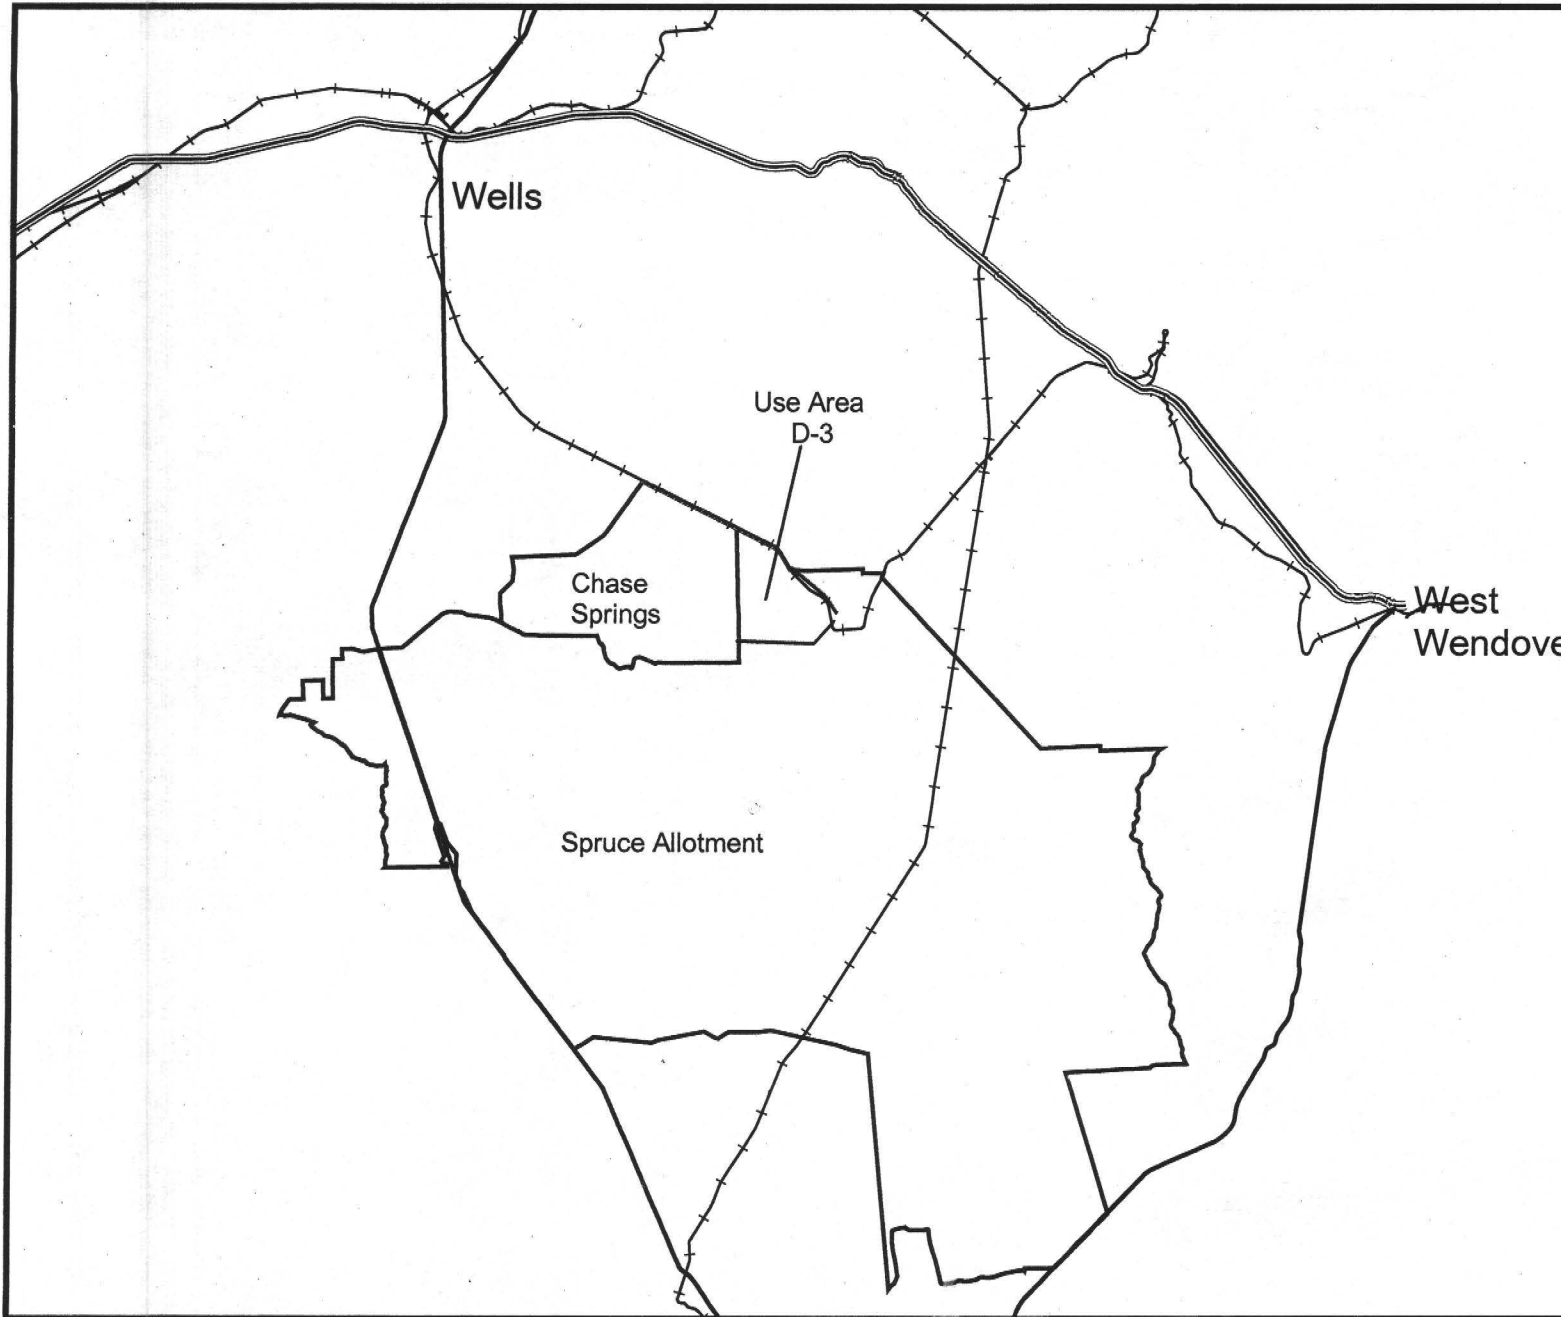 Wells
Use Area
D-3
Chase
Springs
West
Wendove
Spruce Allotment